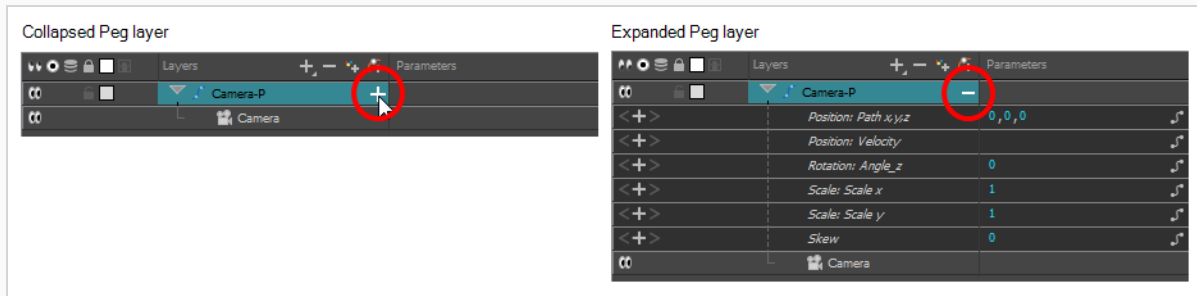 Collapsed Peg layer
Layers Parameters
Camera-P
Camera
Expanded Peg layer
Layers Parameters
Camera-P
Position: Path x,y,z 0,0,0
Position: Velocity
Rotation: Angle_z 0
Scale: Scale x 1
Scale: Scale y 1
Skew 0
Camera